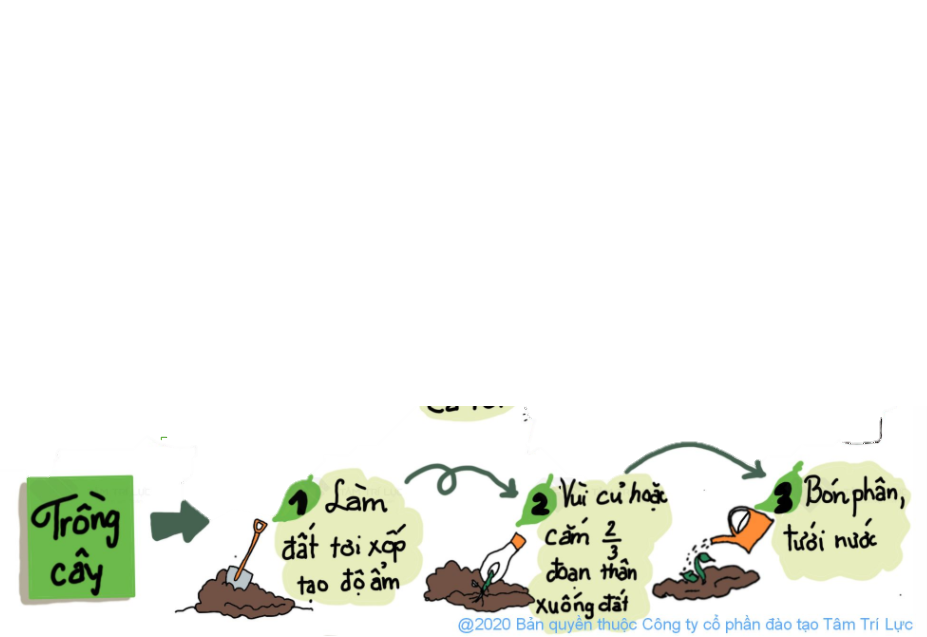 Trồng
cây
1 Làm
đất tơi xốp
tạo độ ẩm
2 Vùi củ hoặc
cắm 2/3
đoạn thân
xuống đất
3 Bón phân,
tưới nước
@2020 Bản quyền thuộc Công ty cổ phần đào tạo Tâm Trí Lực